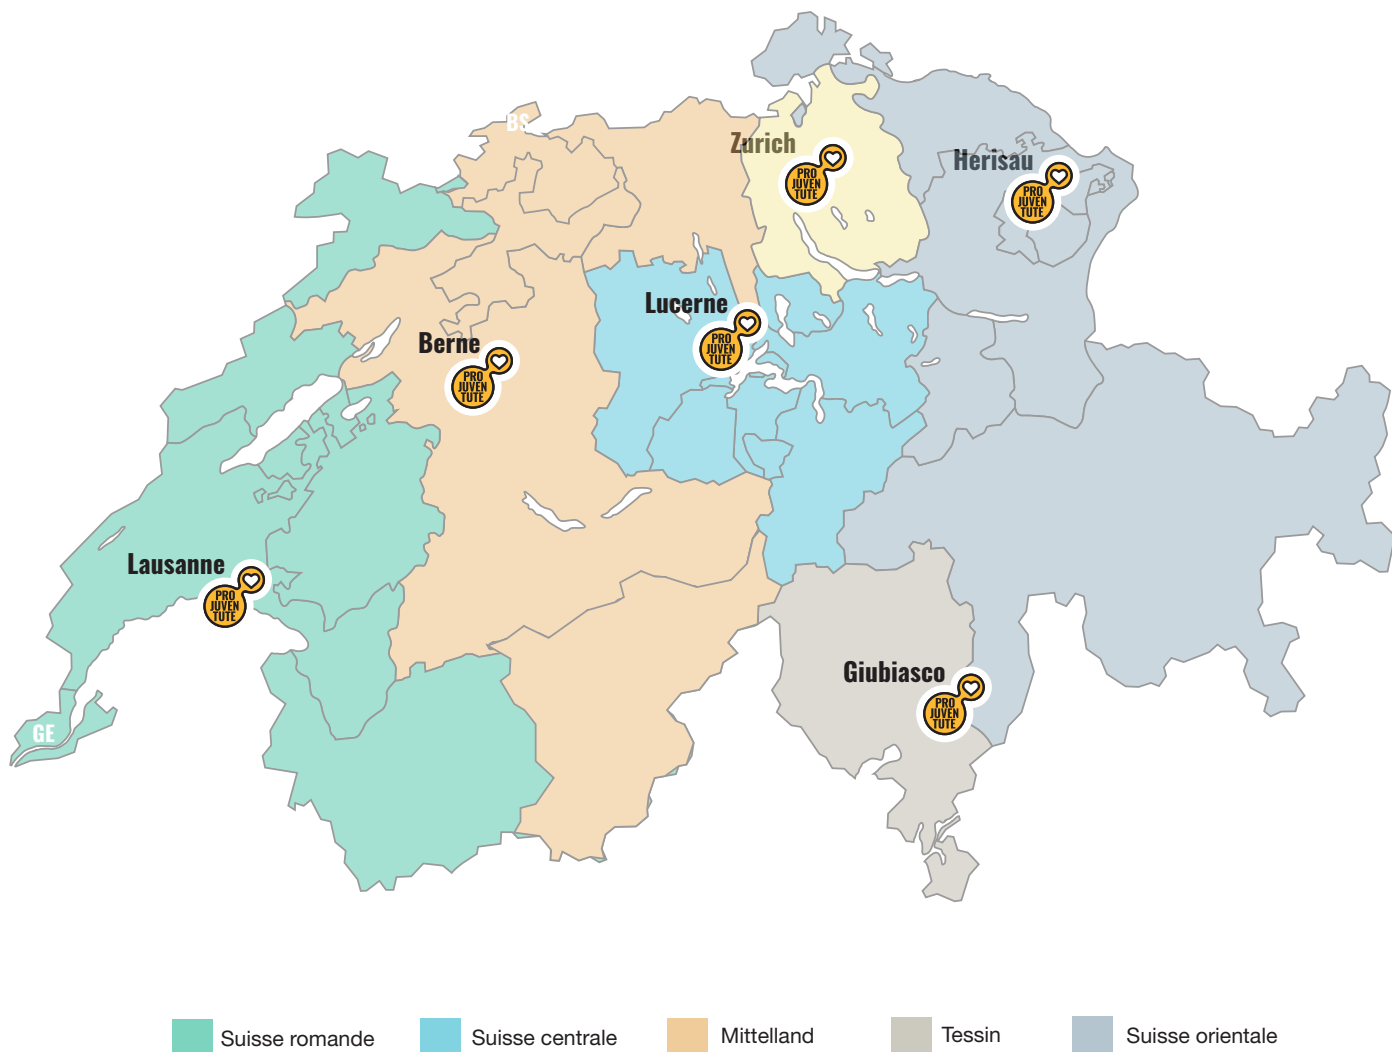 BS
Zurich
PRO
JUVEN
TUTE
Herisau
PRO
JUVEN
TUTE
Lucerne
PRO
JUVEN
TUTE
Berne
PRO
JUVEN
TUTE
Lausanne
PRO
JUVEN
TUTE
Giubiasco
PRO
JUVEN
TUTE
GE
Suisse romande
Suisse centrale
Mittelland
Tessin
Suisse orientale